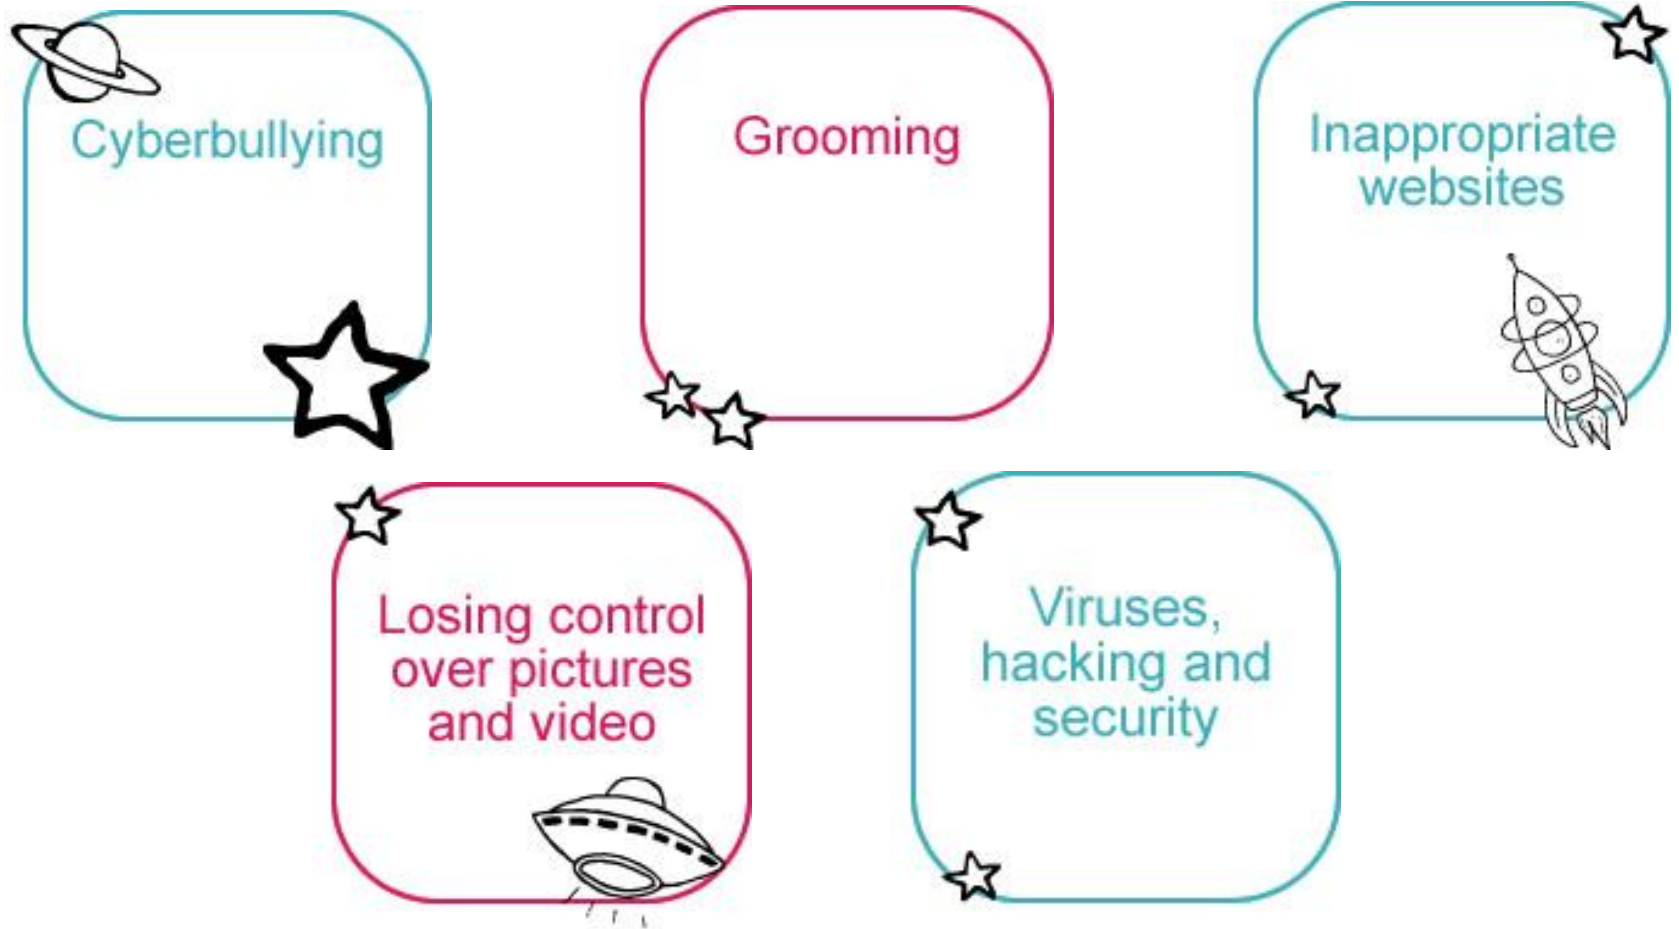 Cyberbullying
Grooming
Inappropriate
websites
Losing control
over pictures
and video
Viruses,
hacking and
security